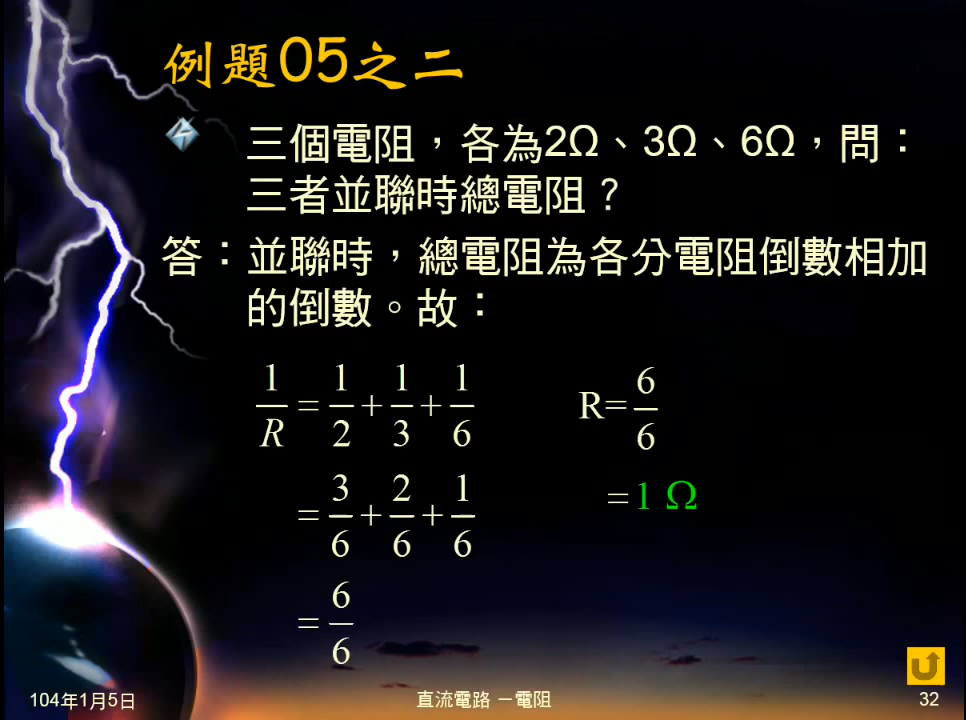 例題05之二
三個電阻，各為2Ω、3Ω、6Ω，問：
三者並聯時總電阻？
答：並聯時，總電阻為各分電阻倒數相加
的倒數。故：
1/R = 1/2 + 1/3 + 1/6
R= 6/6
= 3/6 + 2/6 + 1/6
=1 Ω
= 6/6
104年1月5日
直流電路 －電阻
32